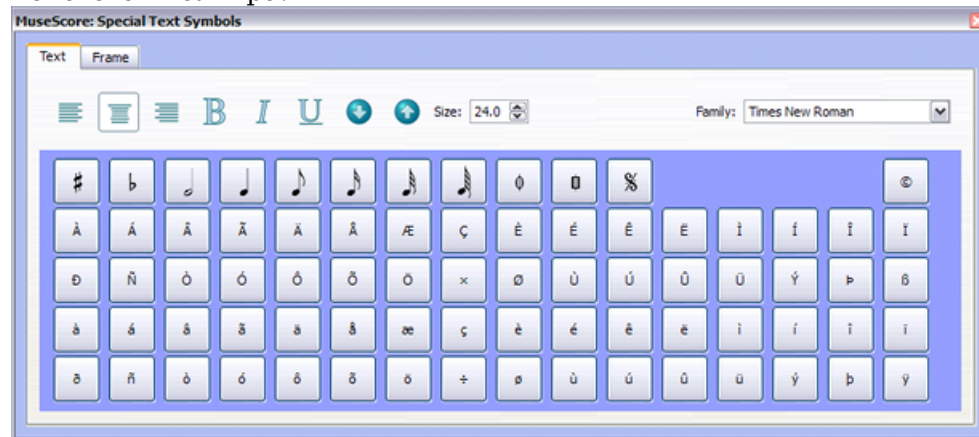 MuseScore: Special Text Symbols
Text Frame
B I U Size: 24.0 Family: Times New Roman
♯ ♭ ©
À Á Â Ã Ä Å Æ Ç È É Ê Ë Ì Í Î Ï
Ð Ñ Ò Ó Ô Õ Ö × Ø Ù Ú Û Ü Ý Þ ß
à á â ã ä å æ ç è é ê ë ì í î ï
ð ñ ò ó ô õ ö ÷ ø ù ú û ü ý þ ÿ